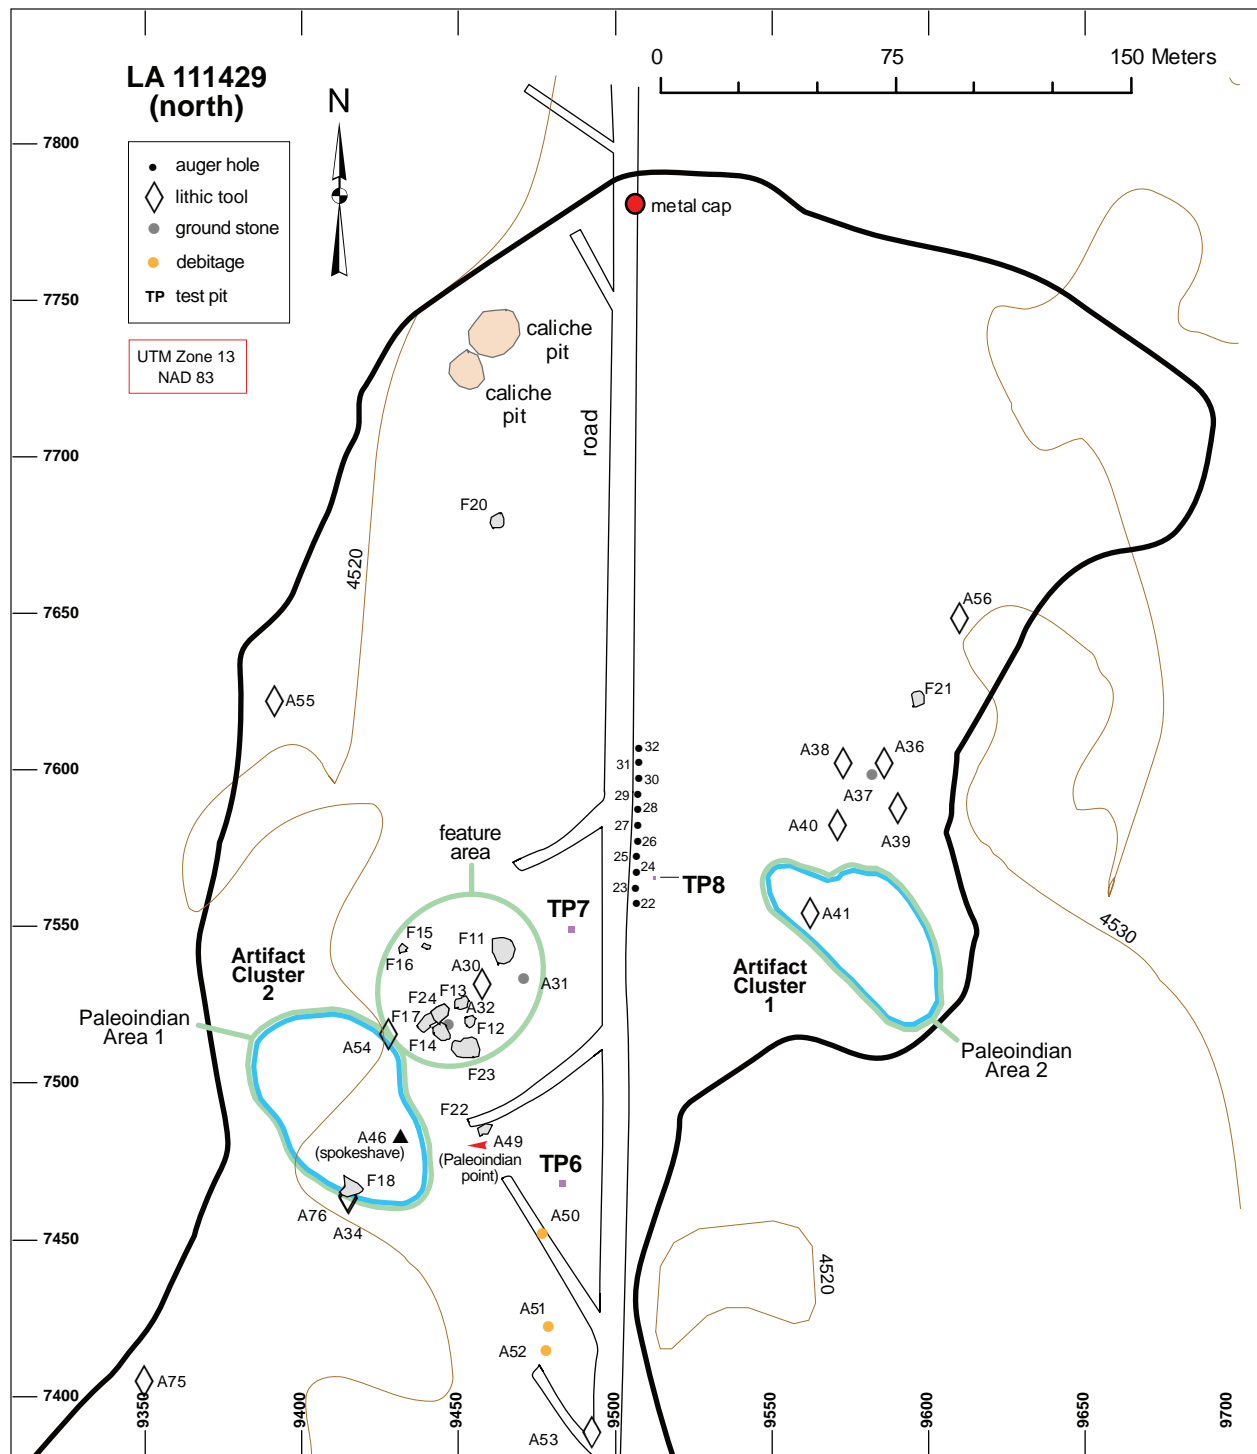 LA 111429
(north)
N
0 75 150 Meters
auger hole
lithic tool
ground stone
debitage
TP test pit
UTM Zone 13
NAD 83
metal cap
7800
7750
7700
7650
7600
7550
7500
7450
7400
caliche
pit
caliche
pit
road
F20
4520
A56
A55
F21
32
31
30
29
28
27
26
25
24
23
22
A38
A36
A37
A40
A39
feature
area
TP8
TP7
A41
4530
F15
F11
F16
A30
A31
Artifact
Cluster
2
Artifact
Cluster
1
F13
F24
A32
F17
F12
F14
F23
A54
Paleoindian
Area 1
Paleoindian
Area 2
F22
A49
(Paleoindian
point)
A46
(spokeshave)
TP6
F18
A76
A34
A50
4520
A51
A52
A75
A53
9350
9400
9450
9500
9550
9600
9650
9700